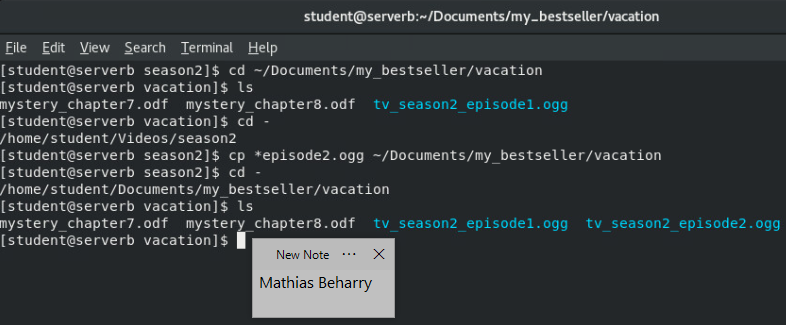 student@serverb:~/Documents/my_bestseller/vacation
File Edit View Search Terminal Help
[student@serverb season2]$ cd ~/Documents/my_bestseller/vacation
[student@serverb vacation]$ ls
mystery_chapter7.odf mystery_chapter8.odf tv_season2_episode1.ogg
[student@serverb vacation]$ cd -
/home/student/Videos/season2
[student@serverb season2]$ cp *episode2.ogg ~/Documents/my_bestseller/vacation
[student@serverb season2]$ cd -
/home/student/Documents/my_bestseller/vacation
[student@serverb vacation]$ ls
mystery_chapter7.odf mystery_chapter8.odf tv_season2_episode1.ogg tv_season2_episode2.ogg
[student@serverb vacation]$
New Note ...
Mathias Beharry